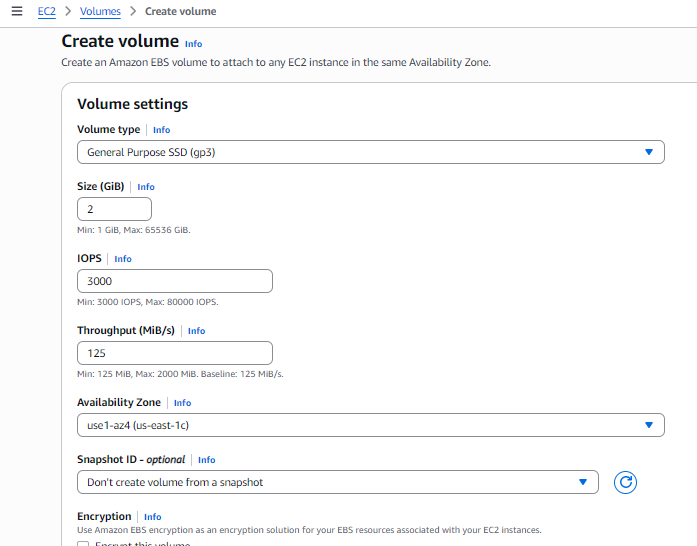 EC2 > Volumes > Create volume
Create volume Info
Create an Amazon EBS volume to attach to any EC2 instance in the same Availability Zone.
Volume settings
Volume type | Info
General Purpose SSD (gp3)
Size (GiB) | Info
2
Min: 1 GiB, Max: 65536 GiB.
IOPS | Info
3000
Min: 3000 IOPS, Max: 80000 IOPS.
Throughput (MiB/s) | Info
125
Min: 125 MiB, Max: 2000 MiB. Baseline: 125 MiB/s.
Availability Zone | Info
use1-az4 (us-east-1c)
Snapshot ID - optional | Info
Don't create volume from a snapshot
Encryption | Info
Use Amazon EBS encryption as an encryption solution for your EBS resources associated with your EC2 instances.
Encrypt this volume